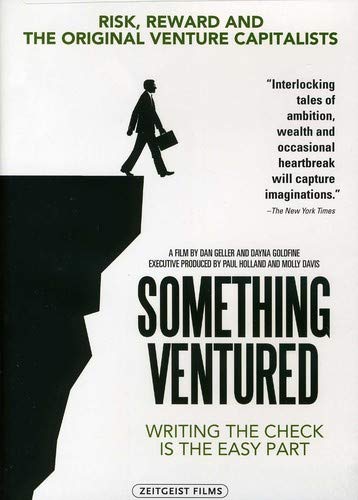 RISK, REWARD AND
THE ORIGINAL VENTURE CAPITALISTS
“Interlocking
tales of
ambition,
wealth and
occasional
heartbreak
will capture
imaginations.”
–The New York Times
A FILM BY DAN GELLER AND DAYNA GOLDFINE
EXECUTIVE PRODUCED BY PAUL HOLLAND AND MOLLY DAVIS
SOMETHING
VENTURED
WRITING THE CHECK
IS THE EASY PART
ZEITGEIST FILMS